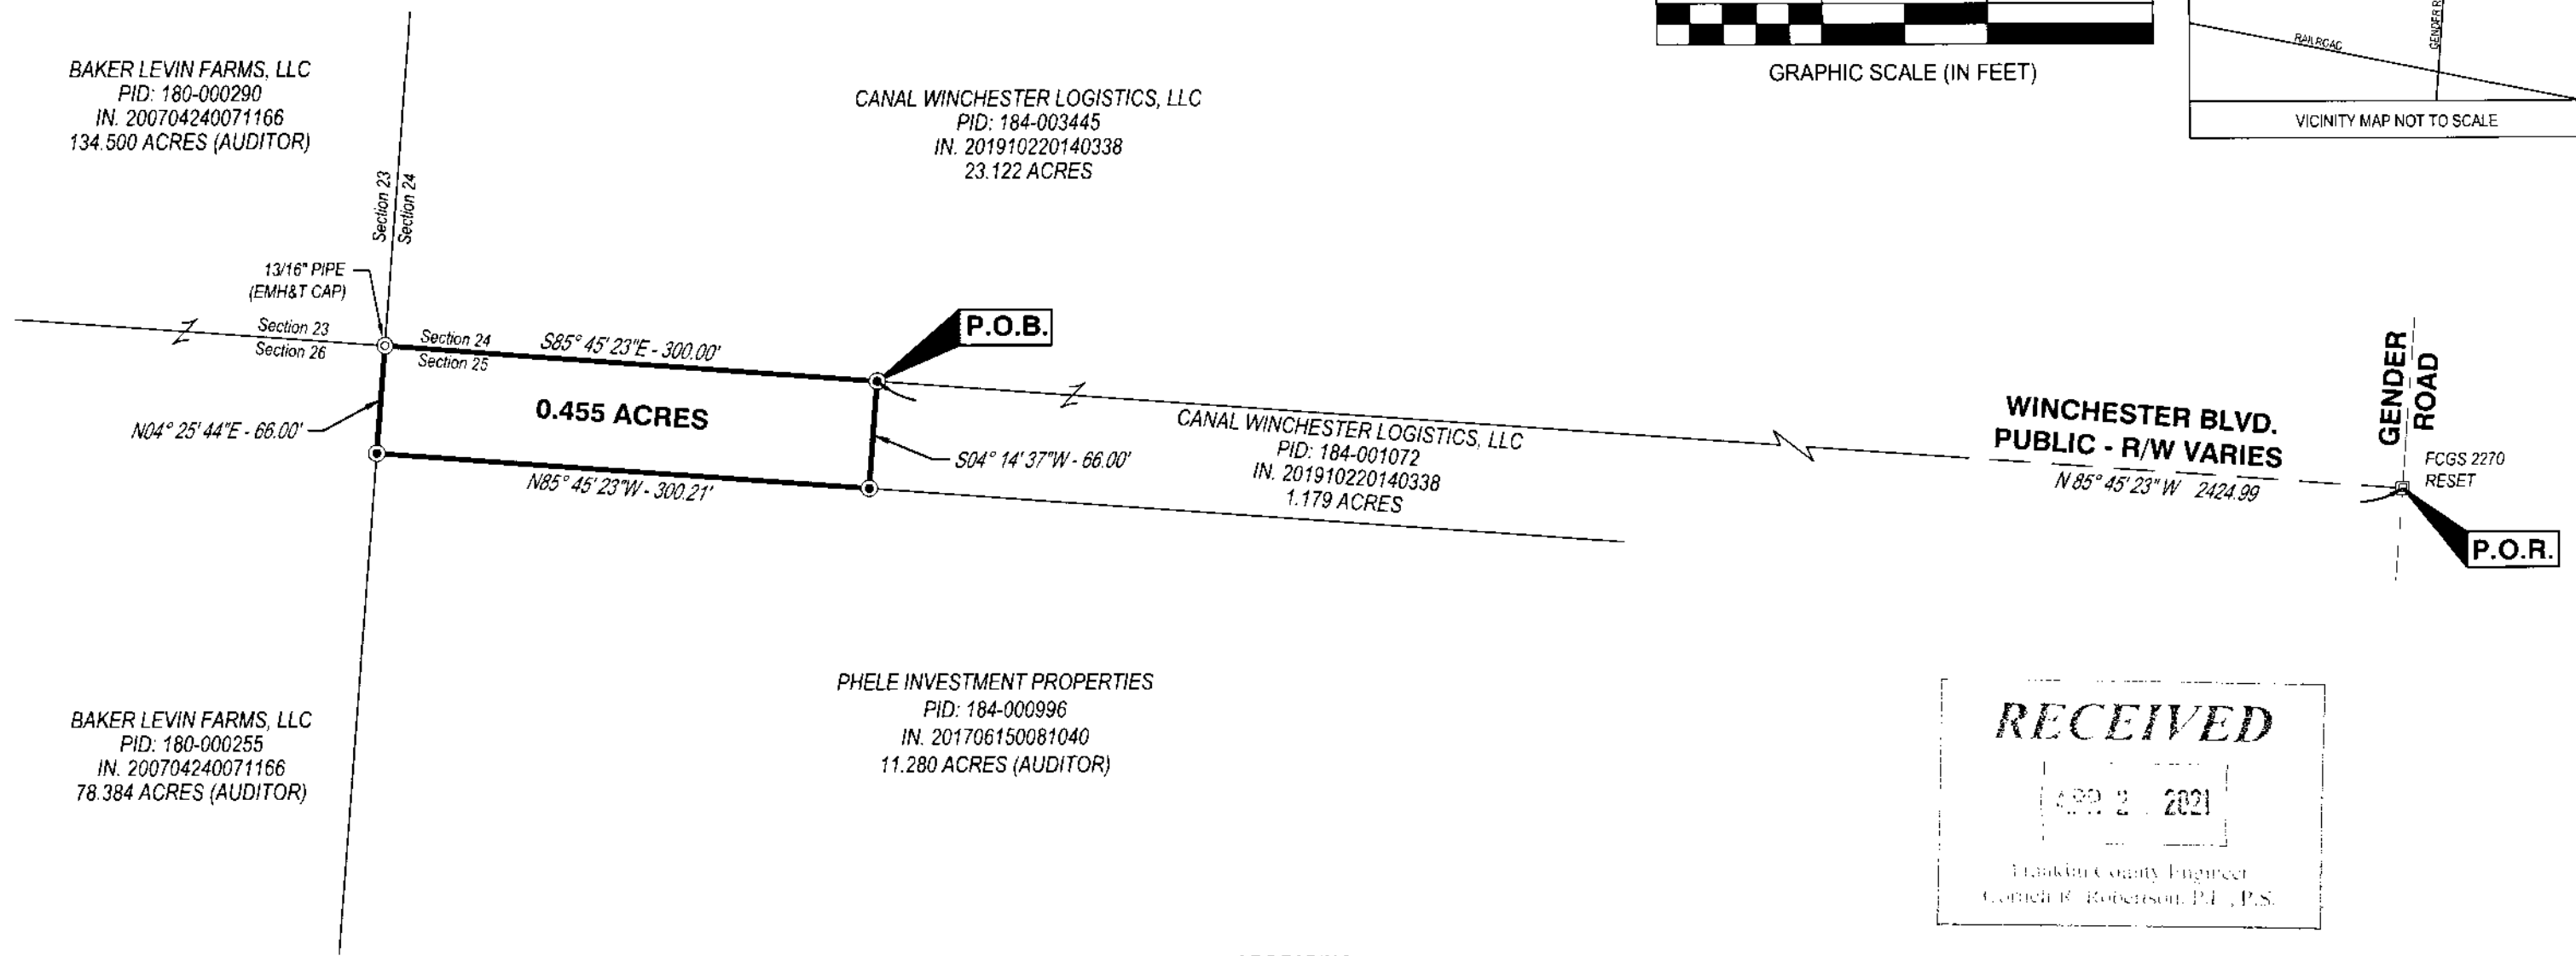 BAKER LEVIN FARMS, LLC
PID: 180-000290
IN. 200704240071166
134.500 ACRES (AUDITOR)
CANAL WINCHESTER LOGISTICS, LLC
PID: 184-003445
IN. 201910220140338
23.122 ACRES
GRAPHIC SCALE (IN FEET)
RAILROAD
GENDER R
VICINITY MAP NOT TO SCALE
Section 23
Section 24
13/16" PIPE
(EMH&T CAP)
Section 23
Section 26
Section 24
Section 25
S85° 45' 23"E - 300.00'
P.O.B.
N04° 25' 44"E - 66.00'
0.455 ACRES
S04° 14' 37"W - 66.00'
N85° 45' 23"W - 300.21'
CANAL WINCHESTER LOGISTICS, LLC
PID: 184-001072
IN. 201910220140338
1.179 ACRES
WINCHESTER BLVD.
PUBLIC - R/W VARIES
N 85° 45' 23" W 2424.99
GENDER
ROAD
FCGS 2270
RESET
P.O.R.
BAKER LEVIN FARMS, LLC
PID: 180-000255
IN. 200704240071166
78.384 ACRES (AUDITOR)
PHELE INVESTMENT PROPERTIES
PID: 184-000996
IN. 201706150081040
11.280 ACRES (AUDITOR)
RECEIVED
APR 2 2021
Franklin County Engineer
Cornell R. Robertson, P.E., P.S.